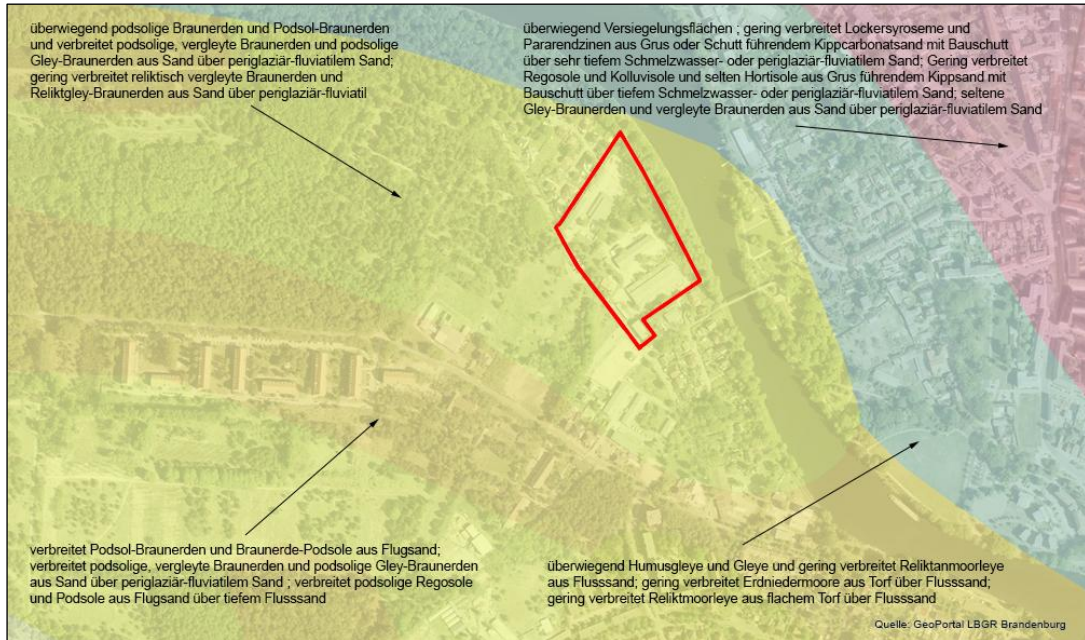 überwiegend podsolige Braunerden und Podsol-Braunerden
und verbreitet podsolige, vergleyte Braunerden und podsolige
Gley-Braunerden aus Sand über periglaziär-fluviatilem Sand;
gering verbreitet reliktisch vergleyte Braunerden und
Reliktgley-Braunerden aus Sand über periglaziär-fluviatil
überwiegend Versiegelungsflächen ; gering verbreitet Lockersyroseme und
Pararendzinen aus Grus oder Schutt führendem Kippcarbonatsand mit Bauschutt
über sehr tiefem Schmelzwasser- oder periglaziär-fluviatilem Sand; Gering verbreitet
Regosole und Kolluvisole und selten Hortisole aus Grus führendem Kippsand mit
Bauschutt über tiefem Schmelzwasser- oder periglaziär-fluviatilem Sand; seltene
Gley-Braunerden und vergleyte Braunerden aus Sand über periglaziär-fluviatilem Sand
verbreitet Podsol-Braunerden und Braunerde-Podsole aus Flugsand;
verbreitet podsolige, vergleyte Braunerden und podsolige Gley-Braunerden
aus Sand über periglaziär-fluviatilem Sand ; verbreitet podsolige Regosole
und Podsole aus Flugsand über tiefem Flusssand
überwiegend Humusgleye und Gleye und gering verbreitet Reliktanmoorleye
aus Flusssand; gering verbreitet Erdniedermoore aus Torf über Flusssand;
gering verbreitet Reliktmoorleye aus flachem Torf über Flusssand
Quelle: GeoPortal LBGR Brandenburg